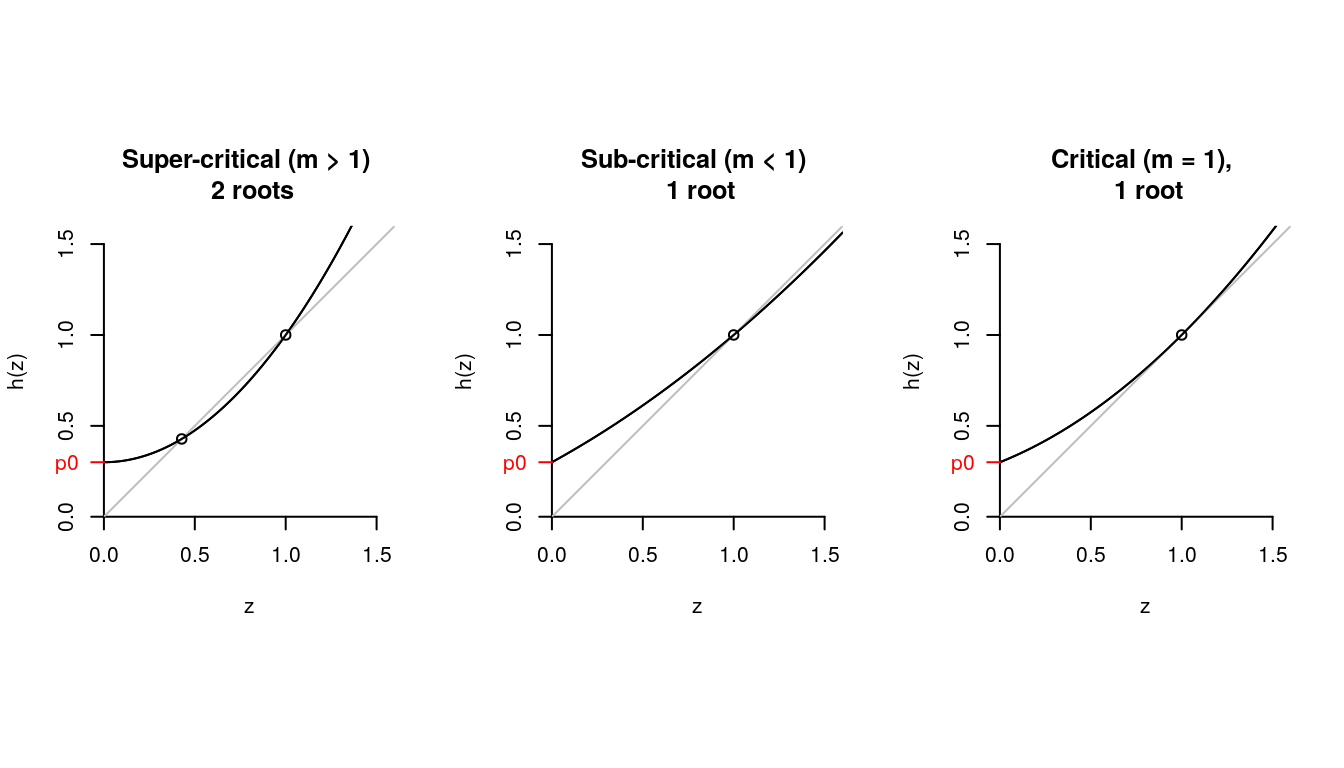 Super-critical (m > 1)
2 roots
h(z)
1.5
1.0
0.5
p0
0.0
0.0 0.5 1.0 1.5
z
Sub-critical (m < 1)
1 root
h(z)
1.5
1.0
0.5
p0
0.0
0.0 0.5 1.0 1.5
z
Critical (m = 1),
1 root
h(z)
1.5
1.0
0.5
p0
0.0
0.0 0.5 1.0 1.5
z